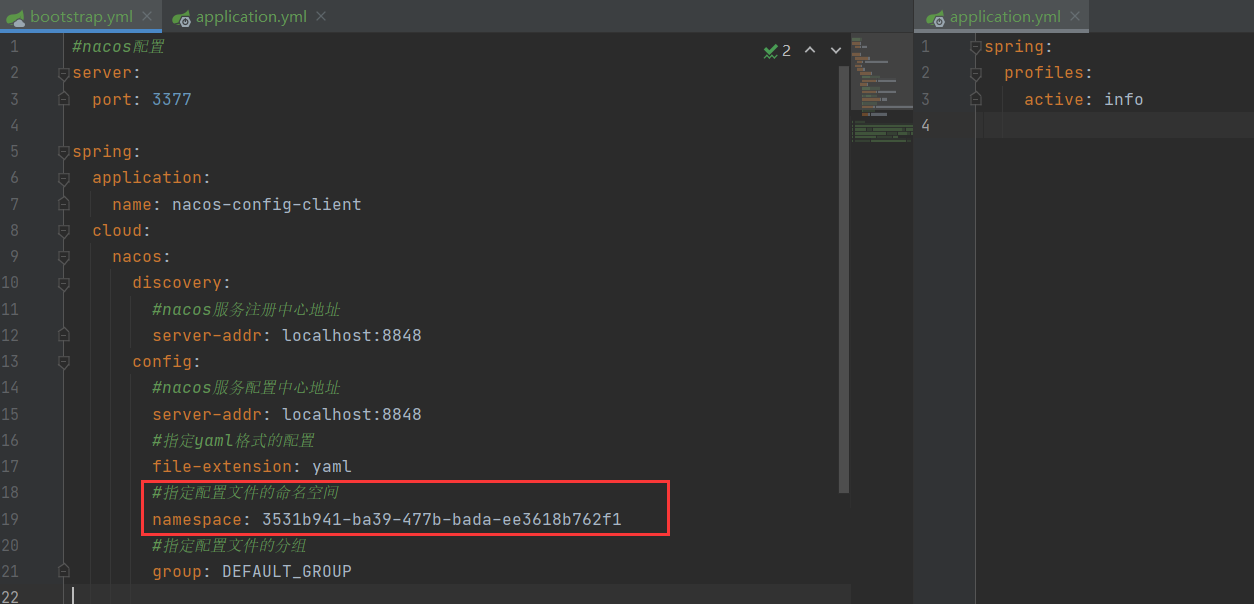 bootstrap.yml
application.yml
1 #nacos配置
2 server:
3 port: 3377
4
5 spring:
6 application:
7 name: nacos-config-client
8 cloud:
9 nacos:
10 discovery:
11 #nacos服务注册中心地址
12 server-addr: localhost:8848
13 config:
14 #nacos服务配置中心地址
15 server-addr: localhost:8848
16 #指定yaml格式的配置
17 file-extension: yaml
18 #指定配置文件的命名空间
19 namespace: 3531b941-ba39-477b-bada-ee3618b762f1
20 #指定配置文件的分组
21 group: DEFAULT_GROUP
22
2
application.yml
1 spring:
2 profiles:
3 active: info
4